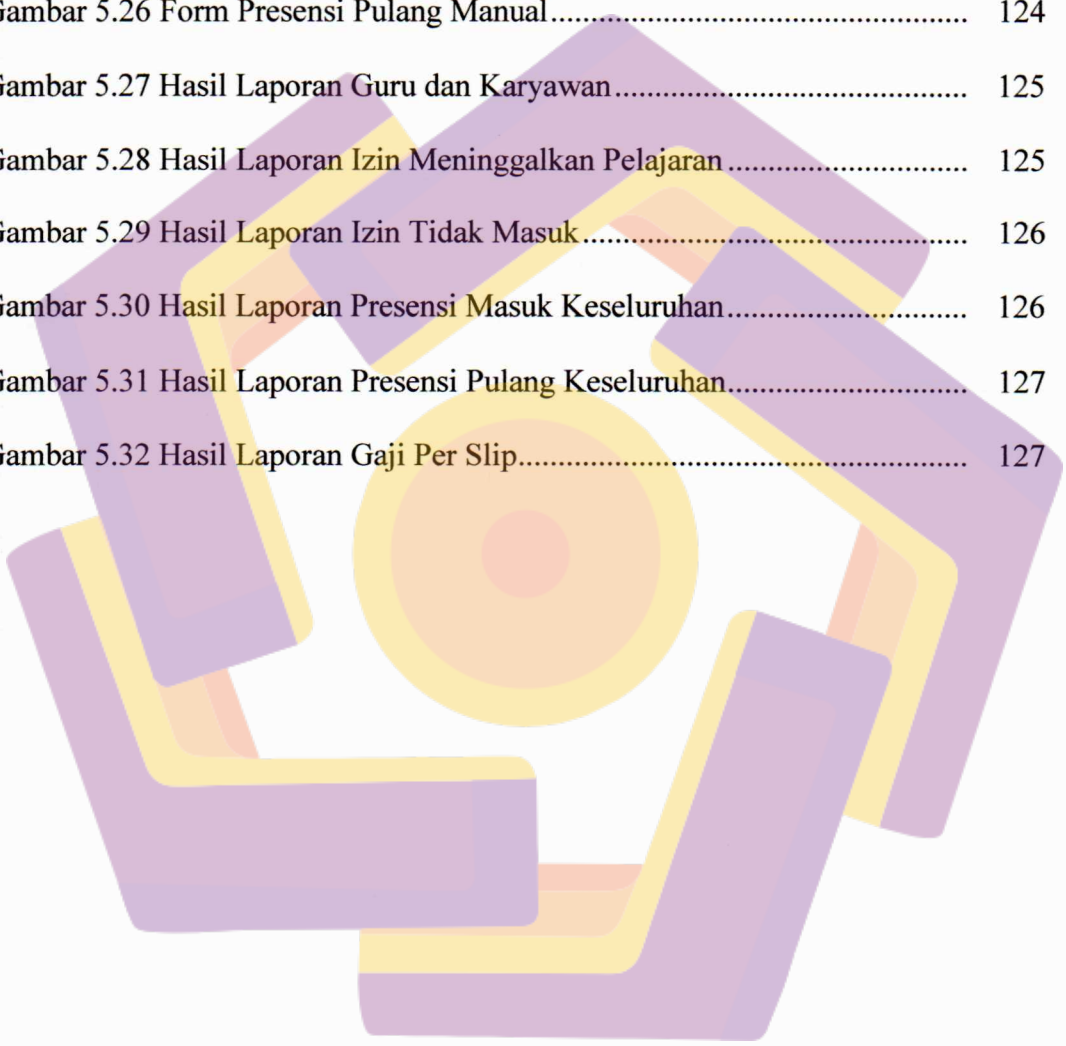 Gambar 5.26 Form Presensi Pulang Manual.......................................................... 124
Gambar 5.27 Hasil Laporan Guru dan Karyawan................................................. 125
Gambar 5.28 Hasil Laporan Izin Meninggalkan Pelajaran................................. 125
Gambar 5.29 Hasil Laporan Izin Tidak Masuk..................................................... 126
Gambar 5.30 Hasil Laporan Presensi Masuk Keseluruhan................................. 126
Gambar 5.31 Hasil Laporan Presensi Pulang Keseluruhan................................. 127
Gambar 5.32 Hasil Laporan Gaji Per Slip.............................................................. 127